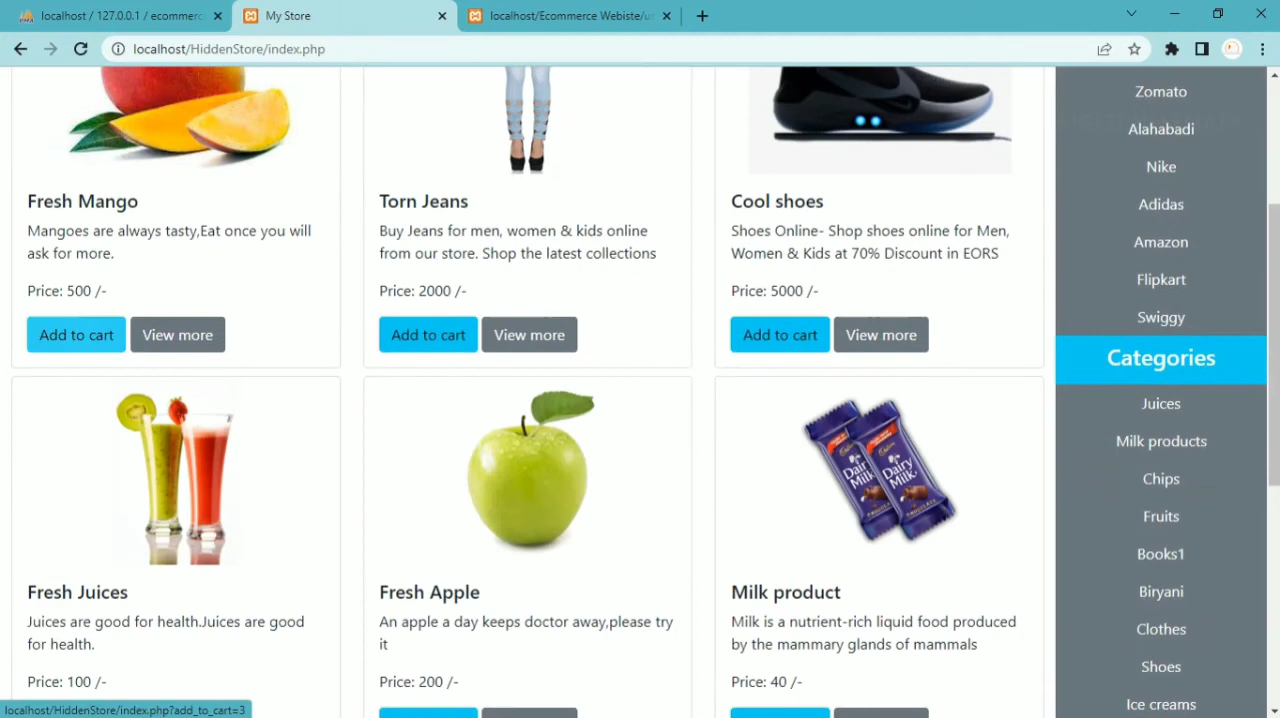 localhost / 127.0.0.1 / ecommerc
My Store
localhost/Ecommerce Webiste/u
localhost/HiddenStore/index.php
Fresh Mango
Mangoes are always tasty,Eat once you will
ask for more.
Price: 500 /-
Add to cart
View more
Torn Jeans
Buy Jeans for men, women & kids online
from our store. Shop the latest collections
Price: 2000 /-
Add to cart
View more
Cool shoes
Shoes Online- Shop shoes online for Men,
Women & Kids at 70% Discount in EORS
Price: 5000 /-
Add to cart
View more
Fresh Juices
Juices are good for health.Juices are good
for health.
Price: 100 /-
Fresh Apple
An apple a day keeps doctor away,please try
it
Price: 200 /-
Dairy
Milk
Dairy
Milk
Milk product
Milk is a nutrient-rich liquid food produced
by the mammary glands of mammals
Price: 40 /-
Zomato
Alahabadi
Nike
Adidas
Amazon
Flipkart
Swiggy
Categories
Juices
Milk products
Chips
Fruits
Books1
Biryani
Clothes
Shoes
Ice creams
localhost/HiddenStore/index.php?add_to_cart=3